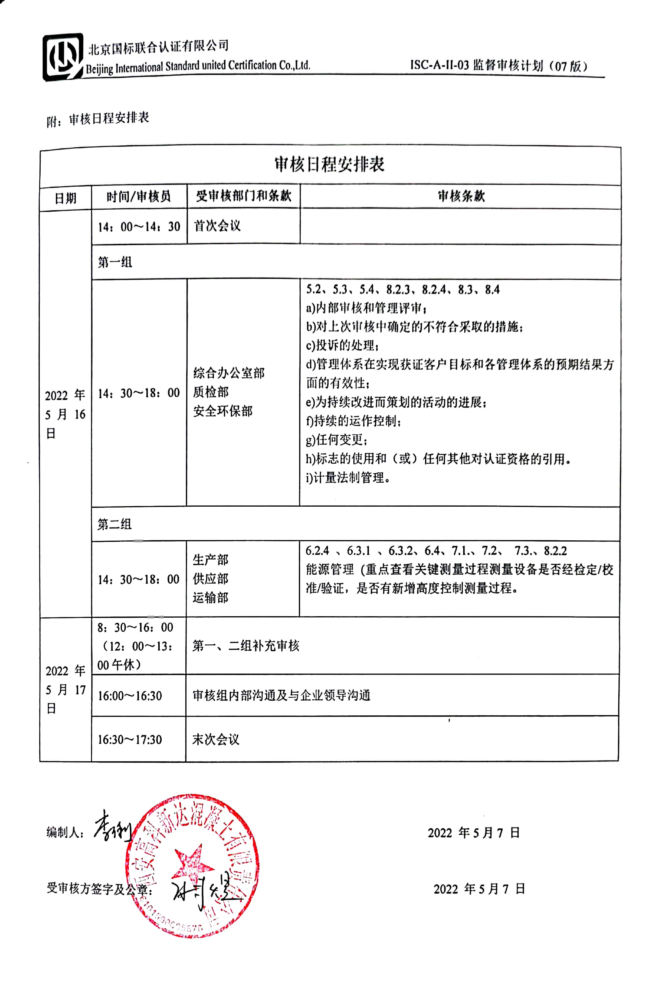 北京国标联合认证有限公司
Beijing International Standard united Certification Co.,Ltd.
ISC-A-II-03 监督审核计划（07 版）
附：审核日程安排表
审核日程安排表
日期
时间/审核员
受审核部门和条款
审核条款
2022 年
5 月 16
日
14：00～14：30
首次会议
第一组
14：30～18：00
综合办公室部
质检部
安全环保部
5.2、5.3、5.4、8.2.3、8.2.4、8.3、8.4
a)内部审核和管理评审；
b)对上次审核中确定的不符合采取的措施；
c)投诉的处理；
d)管理体系在实现获证客户目标和各管理体系的预期结果方
面的有效性；
e)为持续改进而策划的活动的进展；
f)持续的运作控制；
g)任何变更；
h)标志的使用和（或）任何其他对认证资格的引用。
i)计量法制管理。
第二组
14：30～18：00
生产部
供应部
运输部
6.2.4 、6.3.1 、6.3.2、6.4、7.1.、7.2、 7.3.、8.2.2
能源管理（重点查看关键测量过程测量设备是否经检定/校
准/验证，是否有新增高度控制测量过程。
2022 年
5 月 17
日
8：30～16：00
（12：00～13：
00 午休）
第一、二组补充审核
16:00～16:30
审核组内部沟通及与企业领导沟通
16:30～17:30
末次会议
编制人：
2022 年 5 月 7 日
受审核方签字及公章：
2022 年 5 月 7 日
西安高科新达混凝土有限责任公司